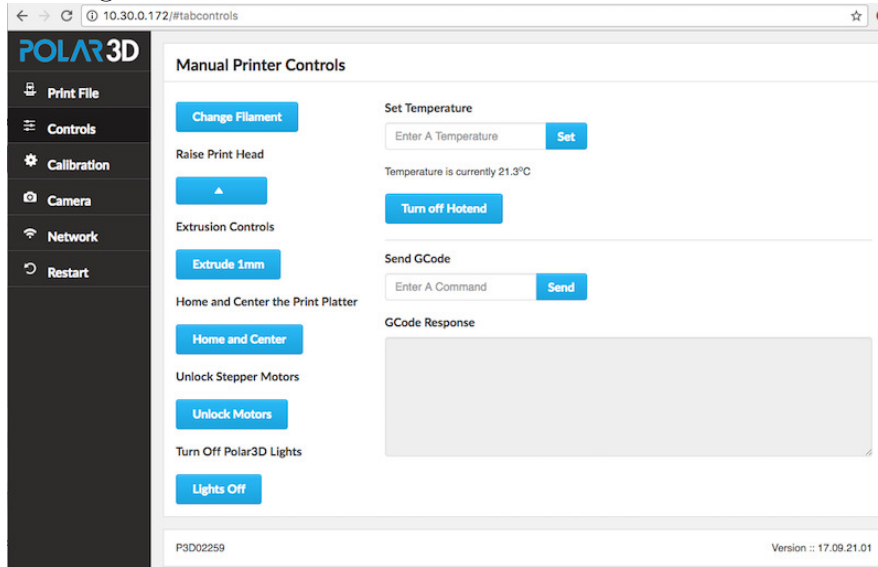 10.30.0.172/#tabcontrols
POLAR3D
Print File
Controls
Calibration
Camera
Network
Restart
Manual Printer Controls
Change Filament
Raise Print Head
Extrusion Controls
Extrude 1mm
Home and Center the Print Platter
Home and Center
Unlock Stepper Motors
Unlock Motors
Turn Off Polar3D Lights
Lights Off
Set Temperature
Enter A Temperature
Set
Temperature is currently 21.3°C
Turn off Hotend
Send GCode
Enter A Command
Send
GCode Response
P3D02259
Version :: 17.09.21.01